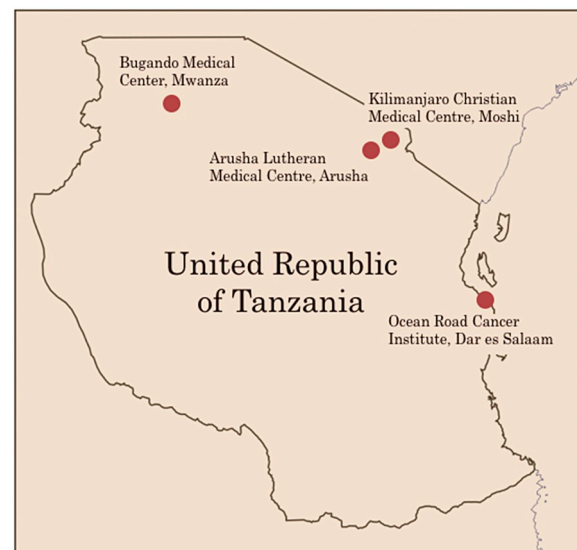 Bugando Medical
Center, Mwanza
Kilimanjaro Christian
Medical Centre, Moshi
Arusha Lutheran
Medical Centre, Arusha
United Republic
of Tanzania
Ocean Road Cancer
Institute, Dar es Salaam